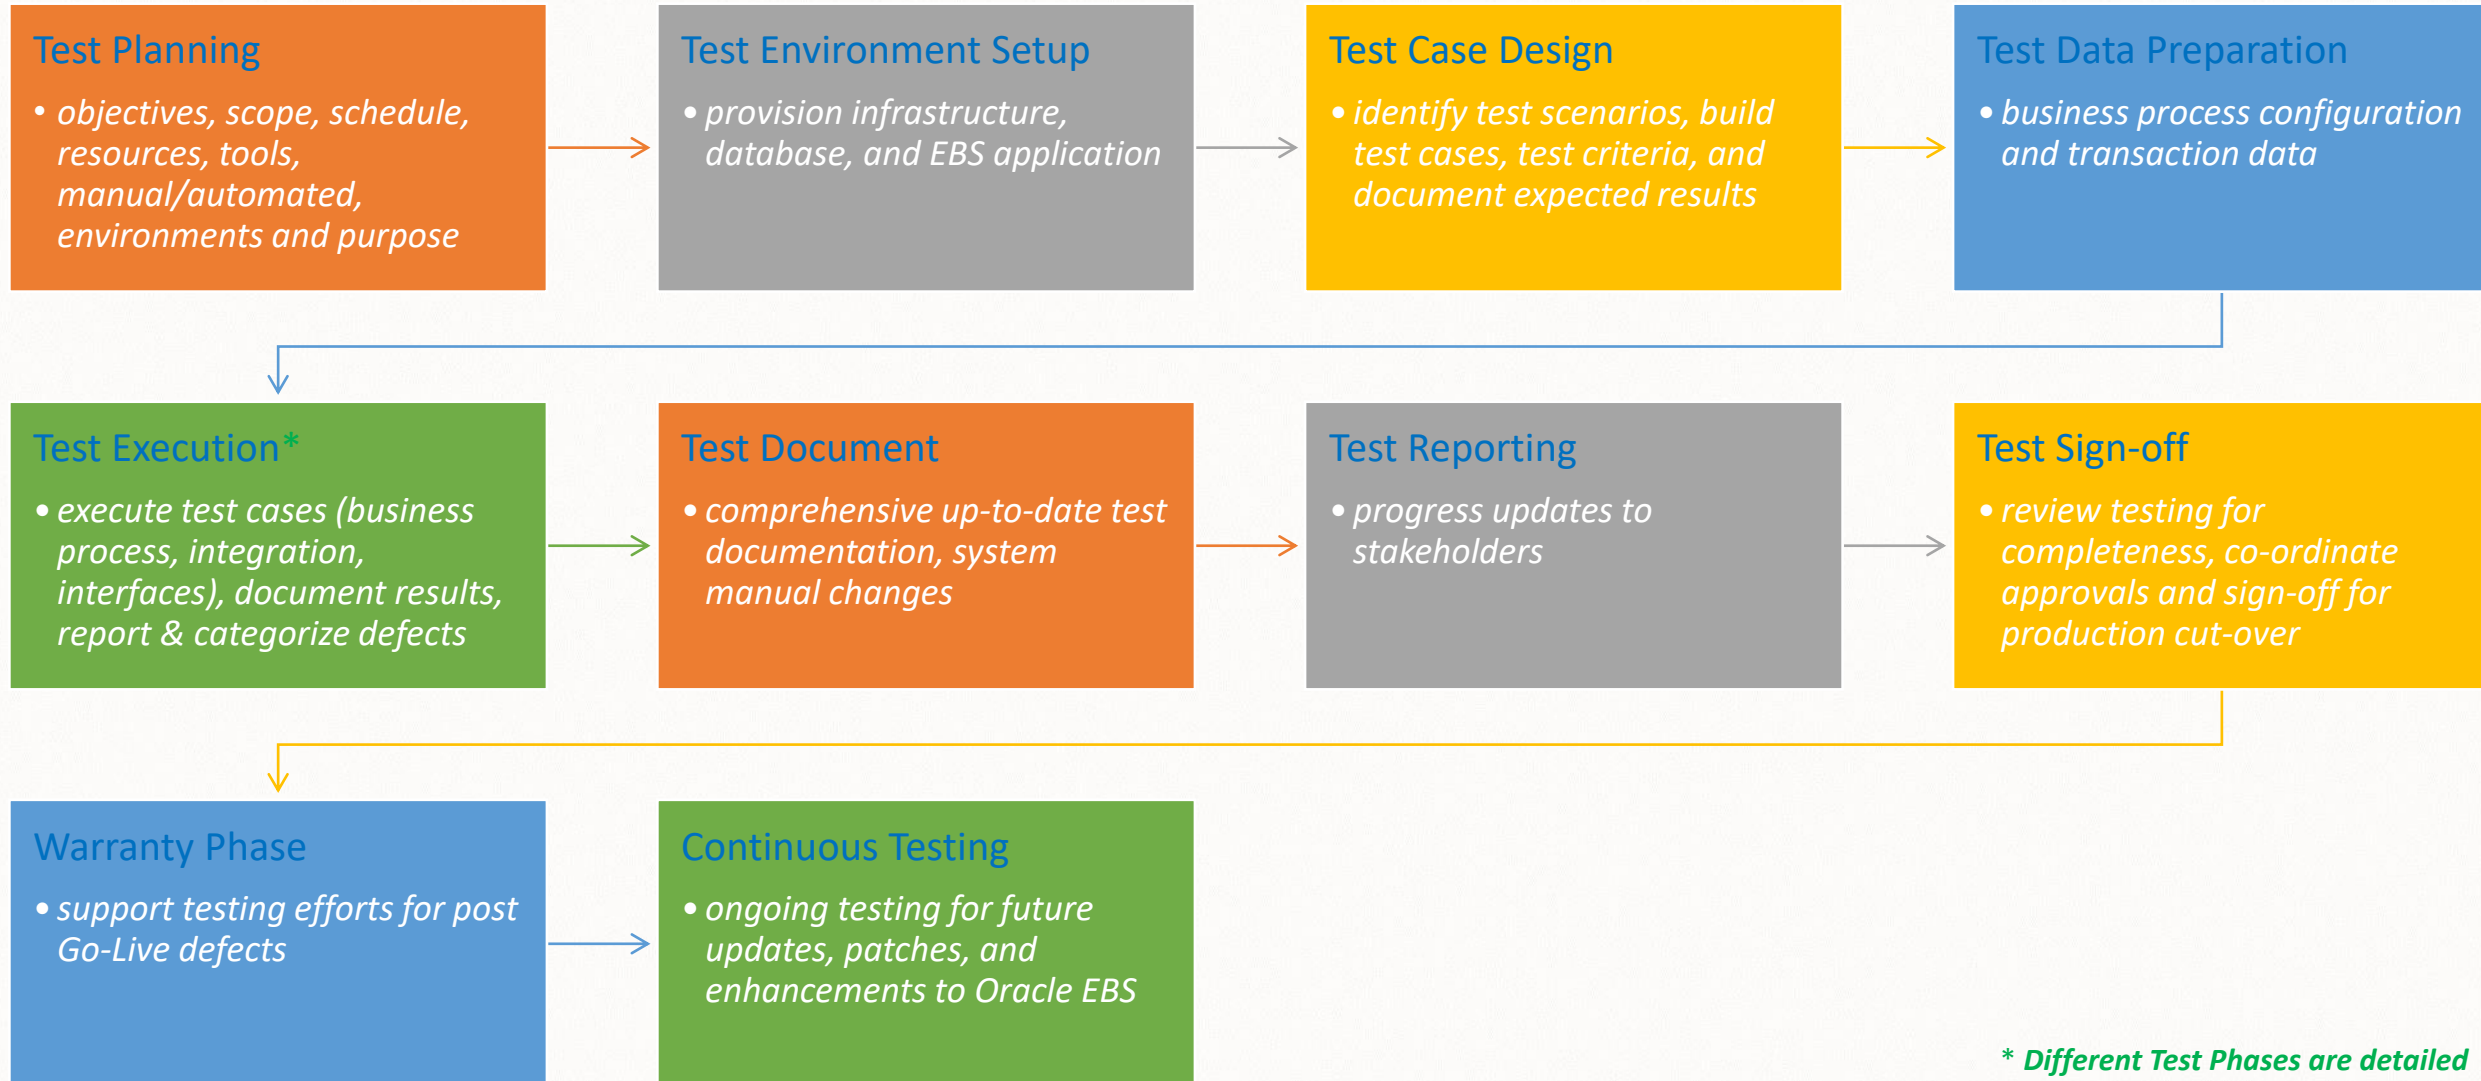 Test Planning
• objectives, scope, schedule,
resources, tools,
manual/automated,
environments and purpose
Test Environment Setup
• provision infrastructure,
database, and EBS application
Test Case Design
• identify test scenarios, build
test cases, test criteria, and
document expected results
Test Data Preparation
• business process configuration
and transaction data
Test Execution*
• execute test cases (business
process, integration,
interfaces), document results,
report & categorize defects
Test Document
• comprehensive up-to-date test
documentation, system
manual changes
Test Reporting
• progress updates to
stakeholders
Test Sign-off
• review testing for
completeness, co-ordinate
approvals and sign-off for
production cut-over
Warranty Phase
• support testing efforts for post
Go-Live defects
Continuous Testing
• ongoing testing for future
updates, patches, and
enhancements to Oracle EBS
* Different Test Phases are detailed